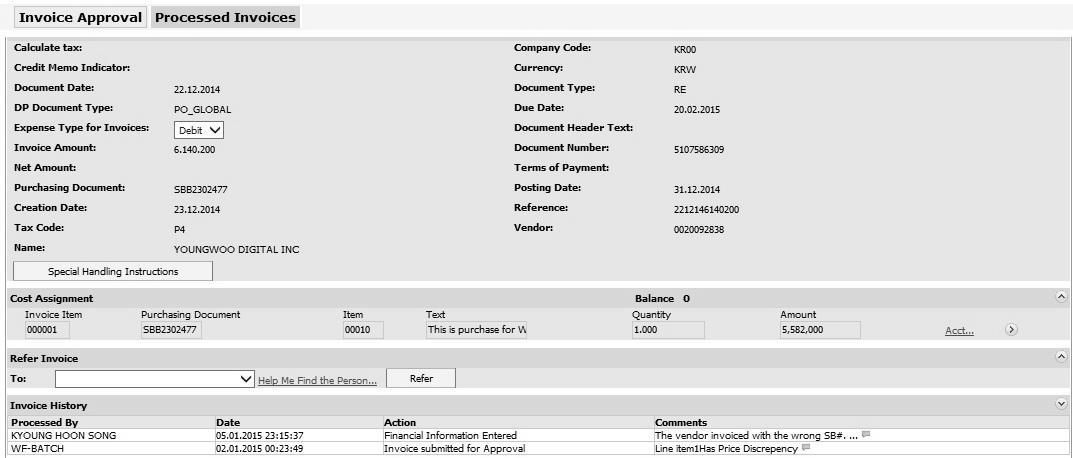 Invoice Approval Processed Invoices
Calculate tax: Company Code: KR00
Credit Memo Indicator: Currency: KRW
Document Date: 22.12.2014 Document Type: RE
DP Document Type: PO_GLOBAL Due Date: 20.02.2015
Expense Type for Invoices: Debit Document Header Text:
Invoice Amount: 6.140.200 Document Number: 5107586309
Net Amount: Terms of Payment:
Purchasing Document: SBB2302477 Posting Date: 31.12.2014
Creation Date: 23.12.2014 Reference: 2212146140200
Tax Code: P4 Vendor: 0020092838
Name: YOUNGWOO DIGITAL INC
Special Handling Instructions
Cost Assignment Balance 0
Invoice Item Purchasing Document Item Text Quantity Amount
000001 SBB2302477 00010 This is purchase for W 1.000 5,582,000 Acct...
Refer Invoice
To: Help Me Find the Person... Refer
Invoice History
Processed By Date Action Comments
KYOUNG HOON SONG 05.01.2015 23:15:37 Financial Information Entered The vendor invoiced with the wrong SB#. ...
WF-BATCH 02.01.2015 00:23:49 Invoice submitted for Approval Line item1Has Price Discrepency